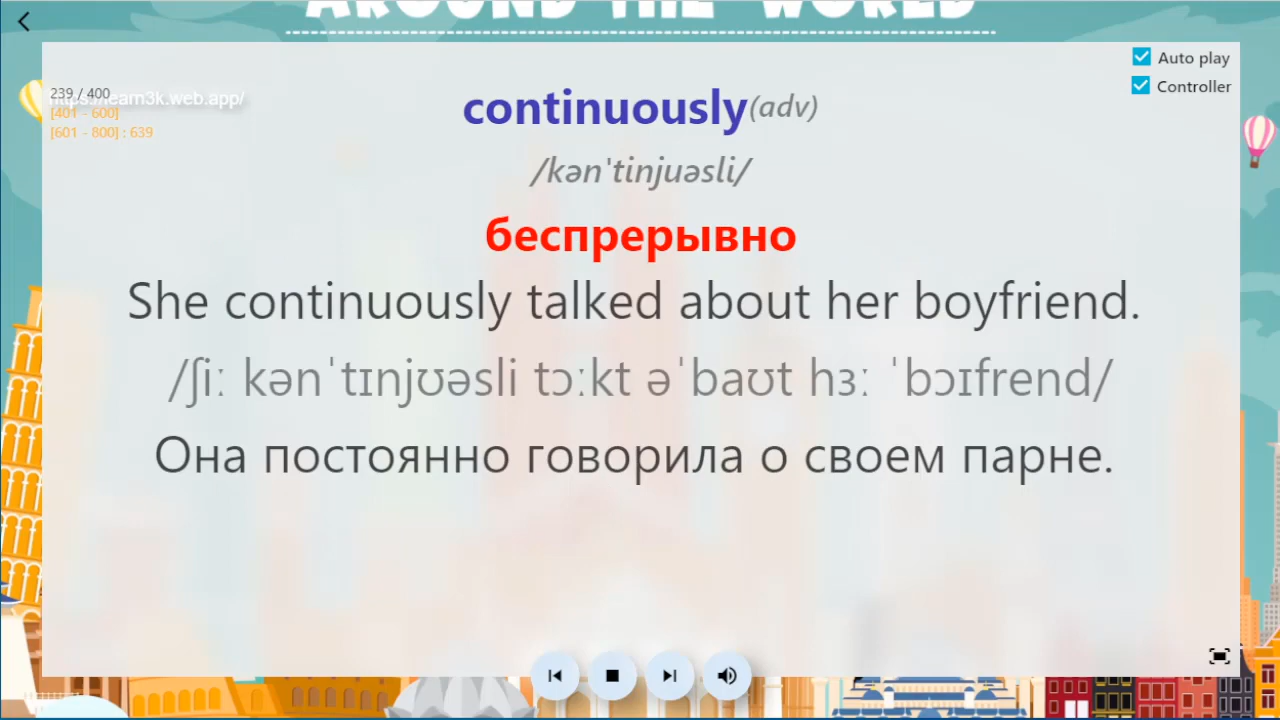 AROUND THE WORLD
Auto play
Controller
239 / 400
https://learn3k.web.app/
[401 - 600]
[601 - 800] : 639
continuously(adv)
/kən'tinjuəsli/
беспрерывно
She continuously talked about her boyfriend.
/ʃiː kənˈtɪnjʊəsli tɔːkt əˈbaʊt hɜː ˈbɔɪfrend/
Она постоянно говорила о своем парне.